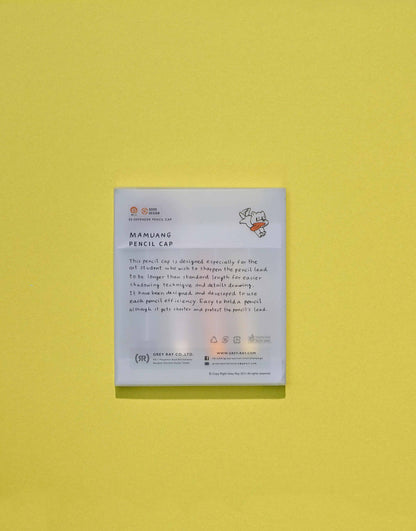 GOOD
DESIGN
MAMUANG
PENCIL CAP
This pencil cap is designed especially for the
art student who wish to sharpen the pencil lead
to be longer than standard length for easier
shadowing technique and details drawing.
It have been designed and developed to use
each pencil efficiency. Easy to hold a pencil
although it gets shorter and protect the pencil's lead.
GREY RAY CO.,LTD.
www.grey-ray.com